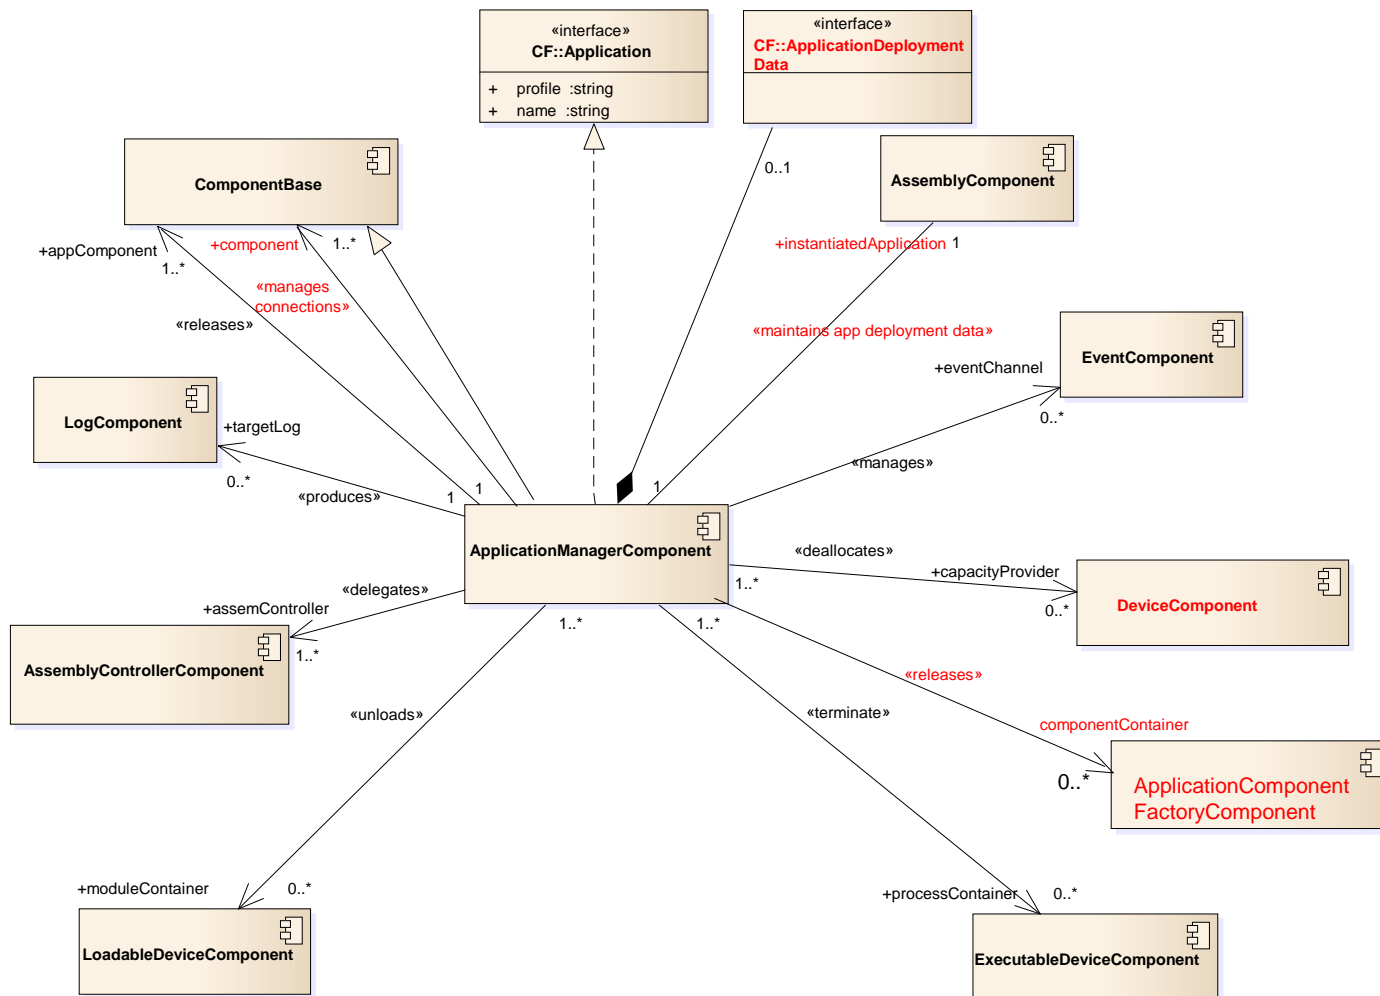 «interface»
CF::Application
+ profile :string
+ name :string
«interface»
CF::ApplicationDeployment
Data
0..1
ComponentBase
AssemblyComponent
+appComponent
1..*
+component
1..*
+instantiatedApplication
1
«manages
connections»
«releases»
«maintains app deployment data»
EventComponent
+eventChannel
0..*
LogComponent
+targetLog
0..*
«produces»
1
1
1
«manages»
ApplicationManagerComponent
«deallocates»
1..*
+capacityProvider
0..*
DeviceComponent
«delegates»
+assemController
1..*
AssemblyControllerComponent
1..*
1..*
«releases»
«unloads»
«terminate»
componentContainer
0..*
ApplicationComponent
FactoryComponent
+moduleContainer
0..*
LoadableDeviceComponent
+processContainer
0..*
ExecutableDeviceComponent